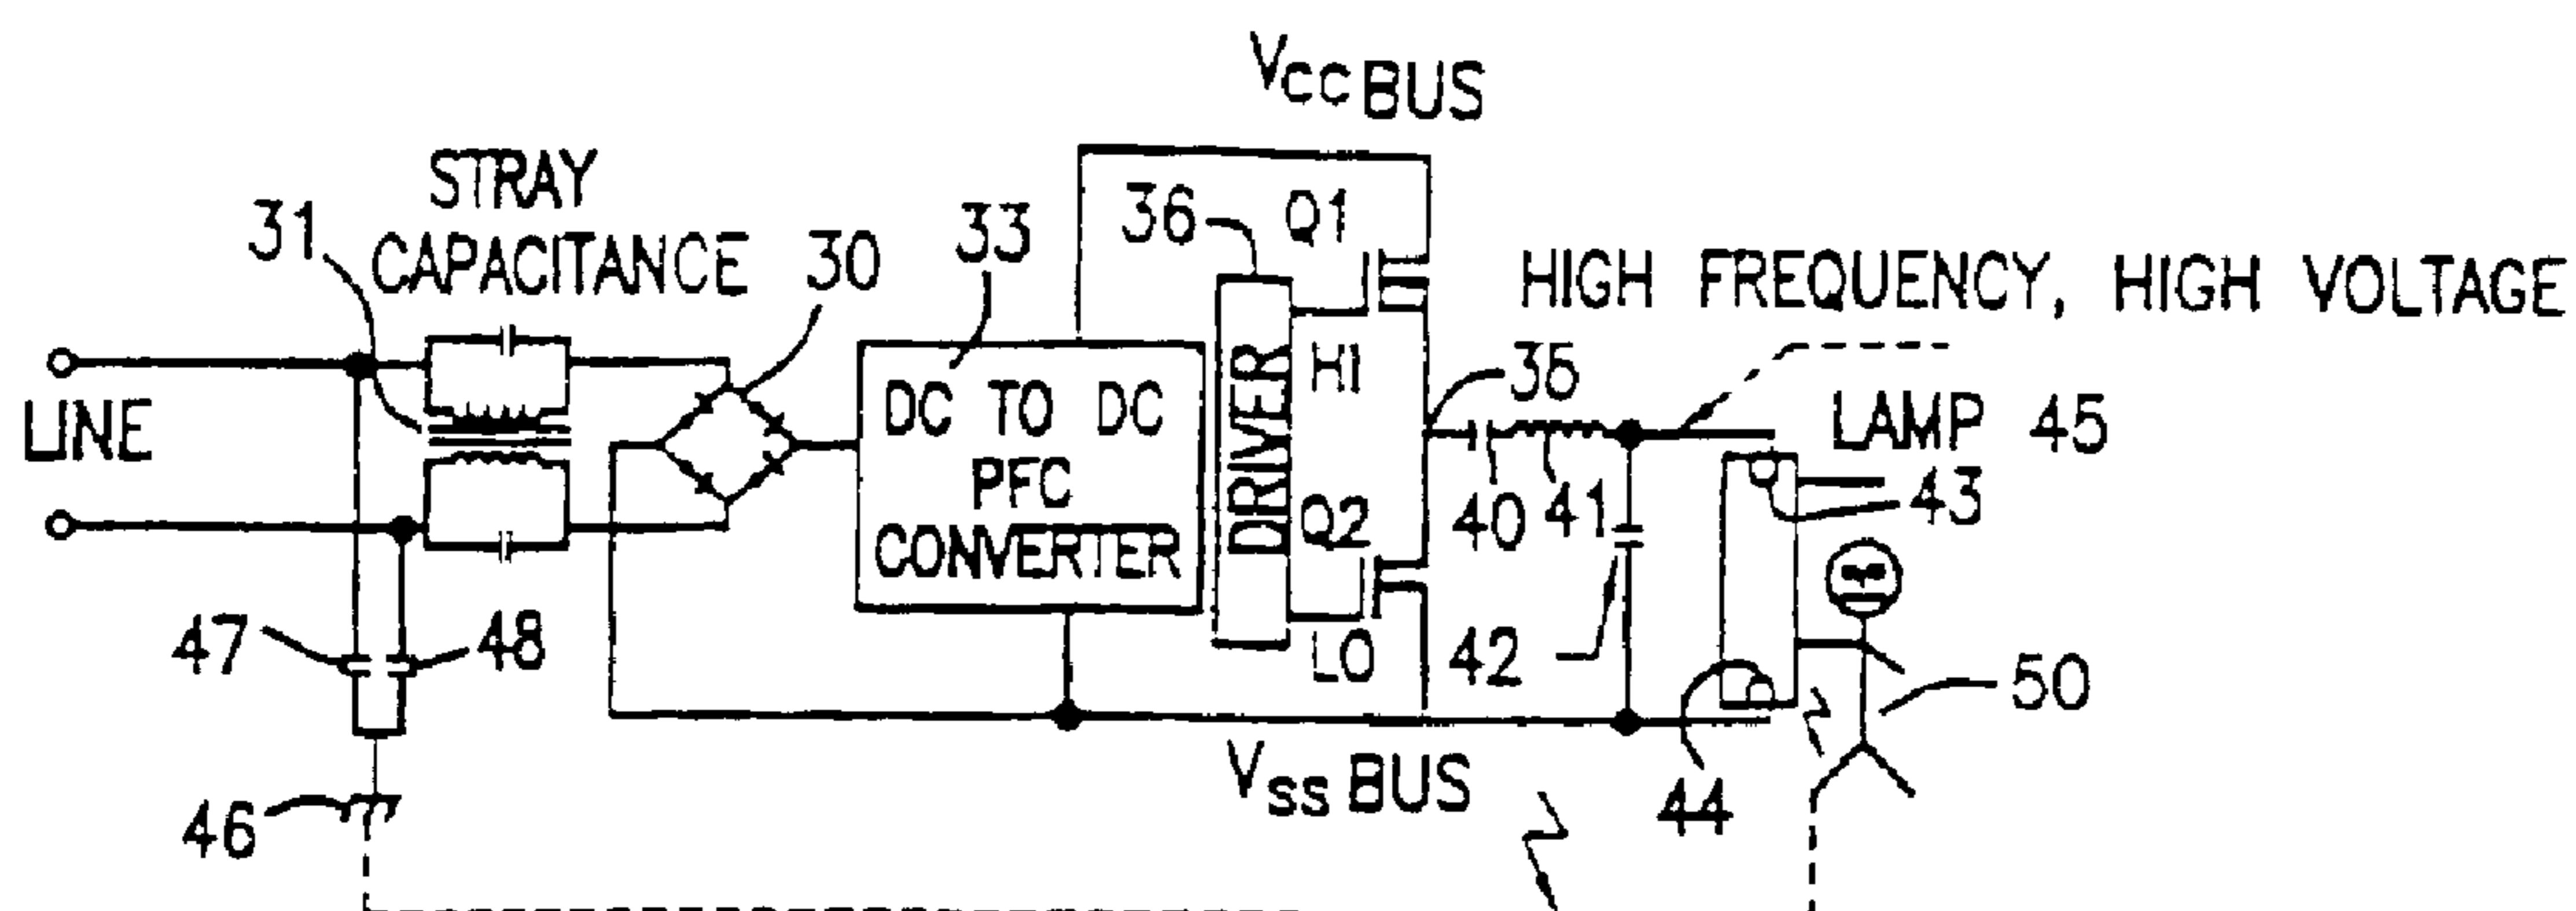 VCC BUS
STRAY
CAPACITANCE
31
30
33
36
Q1
HIGH FREQUENCY, HIGH VOLTAGE
LINE
DC TO DC
PFC
CONVERTER
DRIVER
HI
35
LAMP 45
43
Q2
40
41
47
48
LO
42
50
VSS BUS
44
46